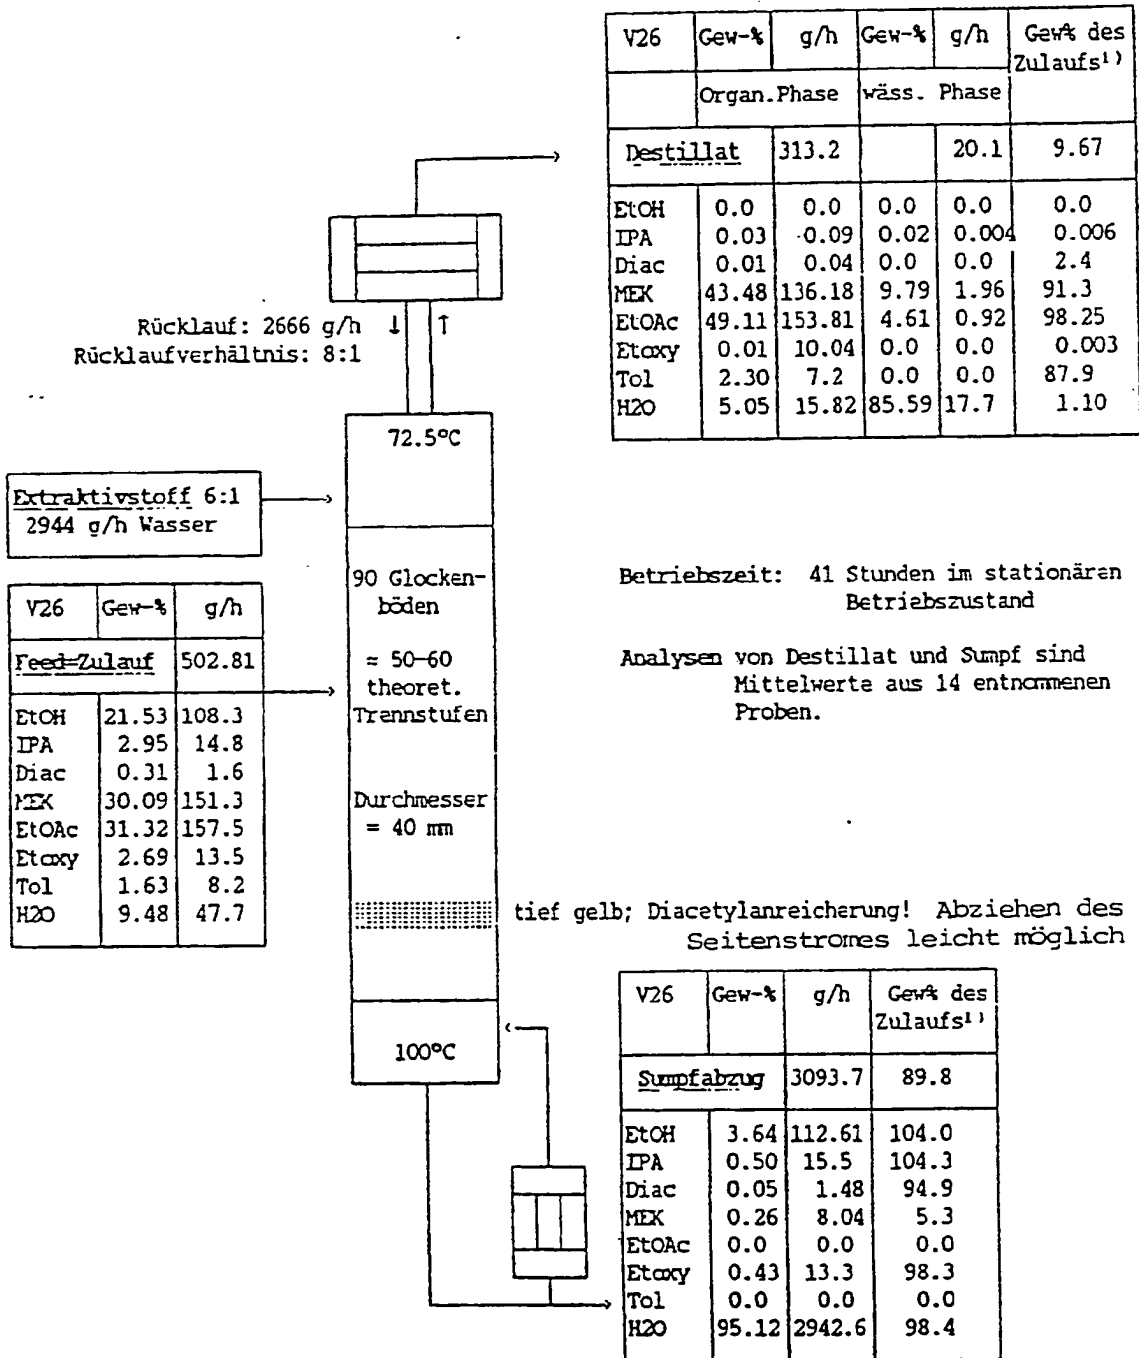 V26 Gew-% g/h Gew-% g/h Gew% des
Zulaufs¹)
Organ.Phase wäss. Phase
Destillat 313.2 20.1 9.67
EtOH 0.0 0.0 0.0 0.0 0.0
IPA 0.03 0.09 0.02 0.004 0.006
Diac 0.01 0.04 0.0 0.0 2.4
MEK 43.48 136.18 9.79 1.96 91.3
EtOAc 49.11 153.81 4.61 0.92 98.25
Etoxy 0.01 10.04 0.0 0.0 0.003
Tol 2.30 7.2 0.0 0.0 87.9
H2O 5.05 15.82 85.59 17.7 1.10
Rücklauf: 2666 g/h
Rücklaufverhältnis: 8:1
72.5°C
Extraktivstoff 6:1
2944 g/h Wasser
V26 Gew-% g/h
Feed=Zulauf 502.81
EtOH 21.53 108.3
IPA 2.95 14.8
Diac 0.31 1.6
MEK 30.09 151.3
EtOAc 31.32 157.5
Etoxy 2.69 13.5
Tol 1.63 8.2
H2O 9.48 47.7
90 Glocken-
böden
= 50-60
theoret.
Trennstufen
Durchmesser
= 40 mm
Betriebszeit: 41 Stunden im stationären
Betriebszustand
Analysen von Destillat und Sumpf sind
Mittelwerte aus 14 entnommenen
Proben.
tief gelb; Diacetylanreicherung! Abziehen des
Seitenstromes leicht möglich
100°C
V26 Gew-% g/h Gew% des
Zulaufs¹)
Sumpfabzug 3093.7 89.8
EtOH 3.64 112.61 104.0
IPA 0.50 15.5 104.3
Diac 0.05 1.48 94.9
MEK 0.26 8.04 5.3
EtOAc 0.0 0.0 0.0
Etoxy 0.43 13.3 98.3
Tol 0.0 0.0 0.0
H2O 95.12 2942.6 98.4